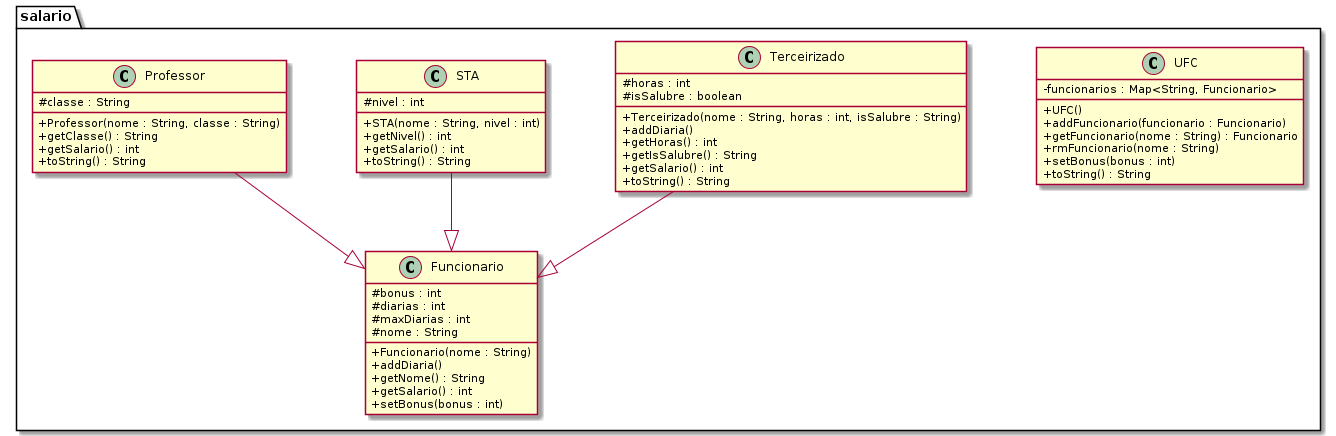 salario
C Professor
#classe : String
+Professor(nome : String, classe : String)
+getClasse() : String
+getSalario() : int
+toString() : String
C STA
#nivel : int
+STA(nome : String, nivel : int)
+getNivel() : int
+getSalario() : int
+toString() : String
C Terceirizado
#horas : int
#isSalubre : boolean
+Terceirizado(nome : String, horas : int, isSalubre : String)
+addDiaria()
+getHoras() : int
+getIsSalubre() : String
+getSalario() : int
+toString() : String
C UFC
-funcionarios : Map<String, Funcionario>
+UFC()
+addFuncionario(funcionario : Funcionario)
+getFuncionario(nome : String) : Funcionario
+rmFuncionario(nome : String)
+setBonus(bonus : int)
+toString() : String
C Funcionario
#bonus : int
#diarias : int
#maxDiarias : int
#nome : String
+Funcionario(nome : String)
+addDiaria()
+getNome() : String
+getSalario() : int
+setBonus(bonus : int)